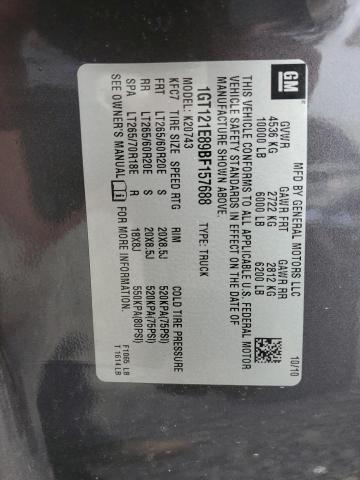 GM
MFD BY GENERAL MOTORS LLC
10/10
GVWR GAWR FRT GAWR RR
4536 KG 2722 KG 2812 KG
10000 LB 6000 LB 6200 LB
THIS VEHICLE CONFORMS TO ALL APPLICABLE U.S. FEDERAL MOTOR
VEHICLE SAFETY STANDARDS IN EFFECT ON THE DATE OF
MANUFACTURE SHOWN ABOVE.
1GT121E89BF157688 TYPE: TRUCK
MODEL: K20743
KFC7 TIRE SIZE SPEED RTG RIM COLD TIRE PRESSURE
FRT LT265/60R20E S 20X8.5J 520KPA(75PSI)
RR LT265/60R20E S 20X8.5J 520KPA(75PSI)
SPA LT265/70R18E R 18X8J 550KPA(80PSI)
SEE OWNER'S MANUAL FOR MORE INFORMATION.
F1065 LB
T 1614 LB